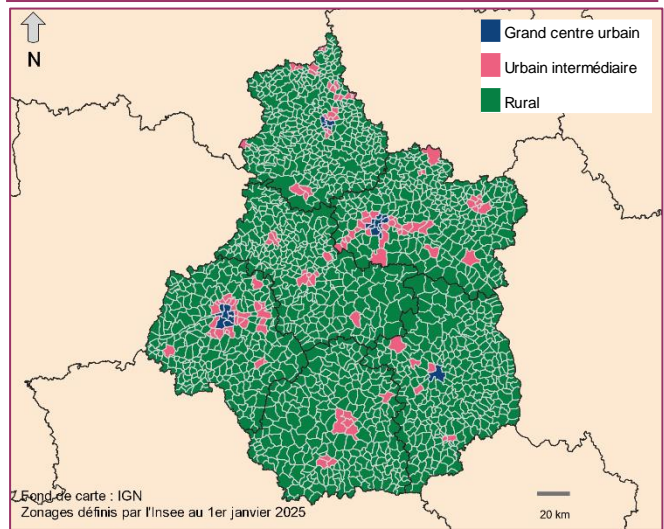 N
Grand centre urbain
Urbain intermédiaire
Rural
Fond de carte : IGN
Zonages définis par l'Insee au 1er janvier 2025
20 km